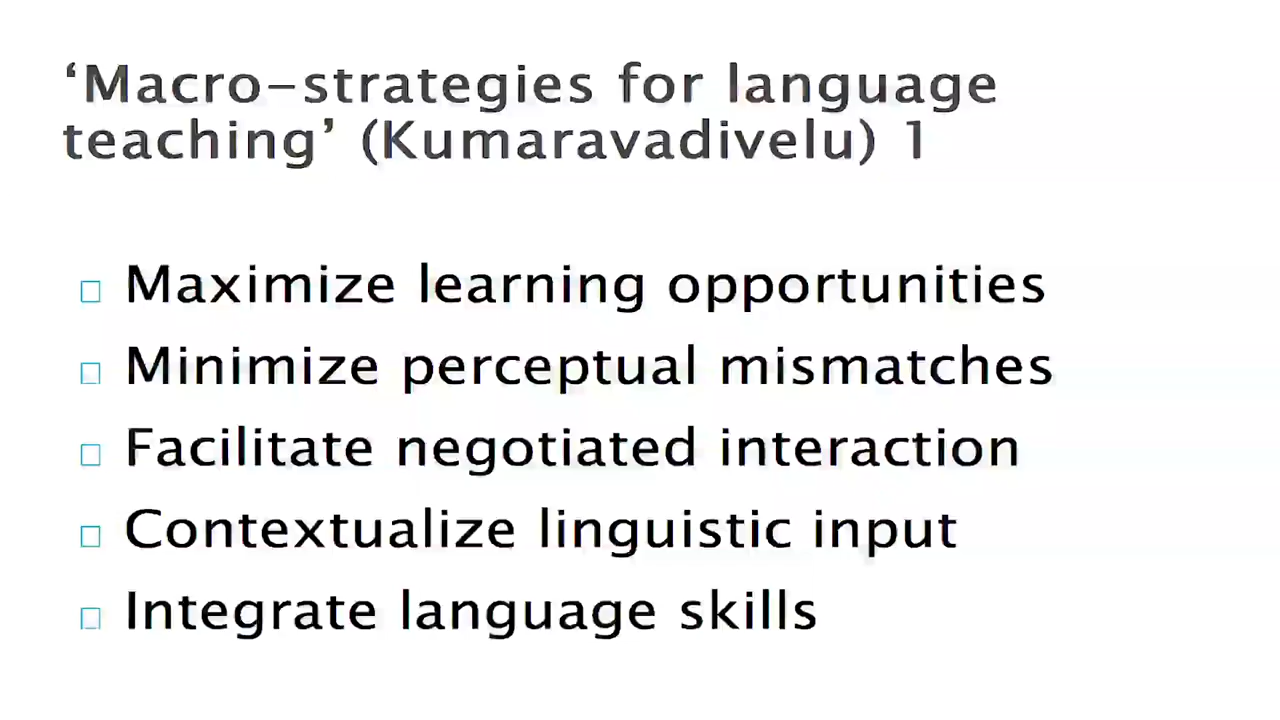 ‘Macro-strategies for language
teaching’ (Kumaravadivelu) 1
Maximize learning opportunities
Minimize perceptual mismatches
Facilitate negotiated interaction
Contextualize linguistic input
Integrate language skills